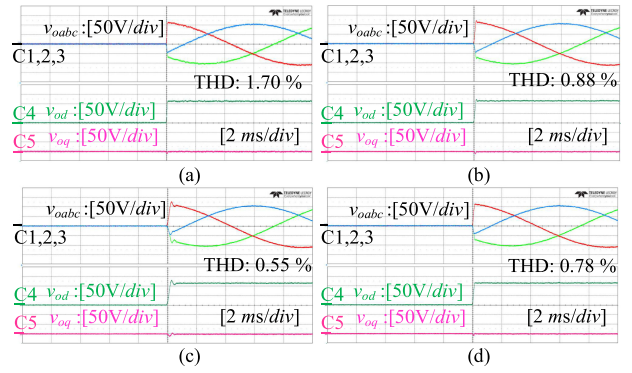 v_oabc :[50V/div]
C1,2,3
THD: 1.70 %
C4 v_od :[50V/div]
C5 v_oq :[50V/div]
[2 ms/div]
(a)
TELEDYNE LECROY
v_oabc :[50V/div]
C1,2,3
THD: 0.88 %
C4 v_od :[50V/div]
C5 v_oq :[50V/div]
[2 ms/div]
(b)
v_oabc :[50V/div]
C1,2,3
THD: 0.55 %
C4 v_od :[50V/div]
C5 v_oq :[50V/div]
[2 ms/div]
(c)
v_oabc :[50V/div]
C1,2,3
THD: 0.78 %
C4 v_od :[50V/div]
C5 v_oq :[50V/div]
[2 ms/div]
(d)